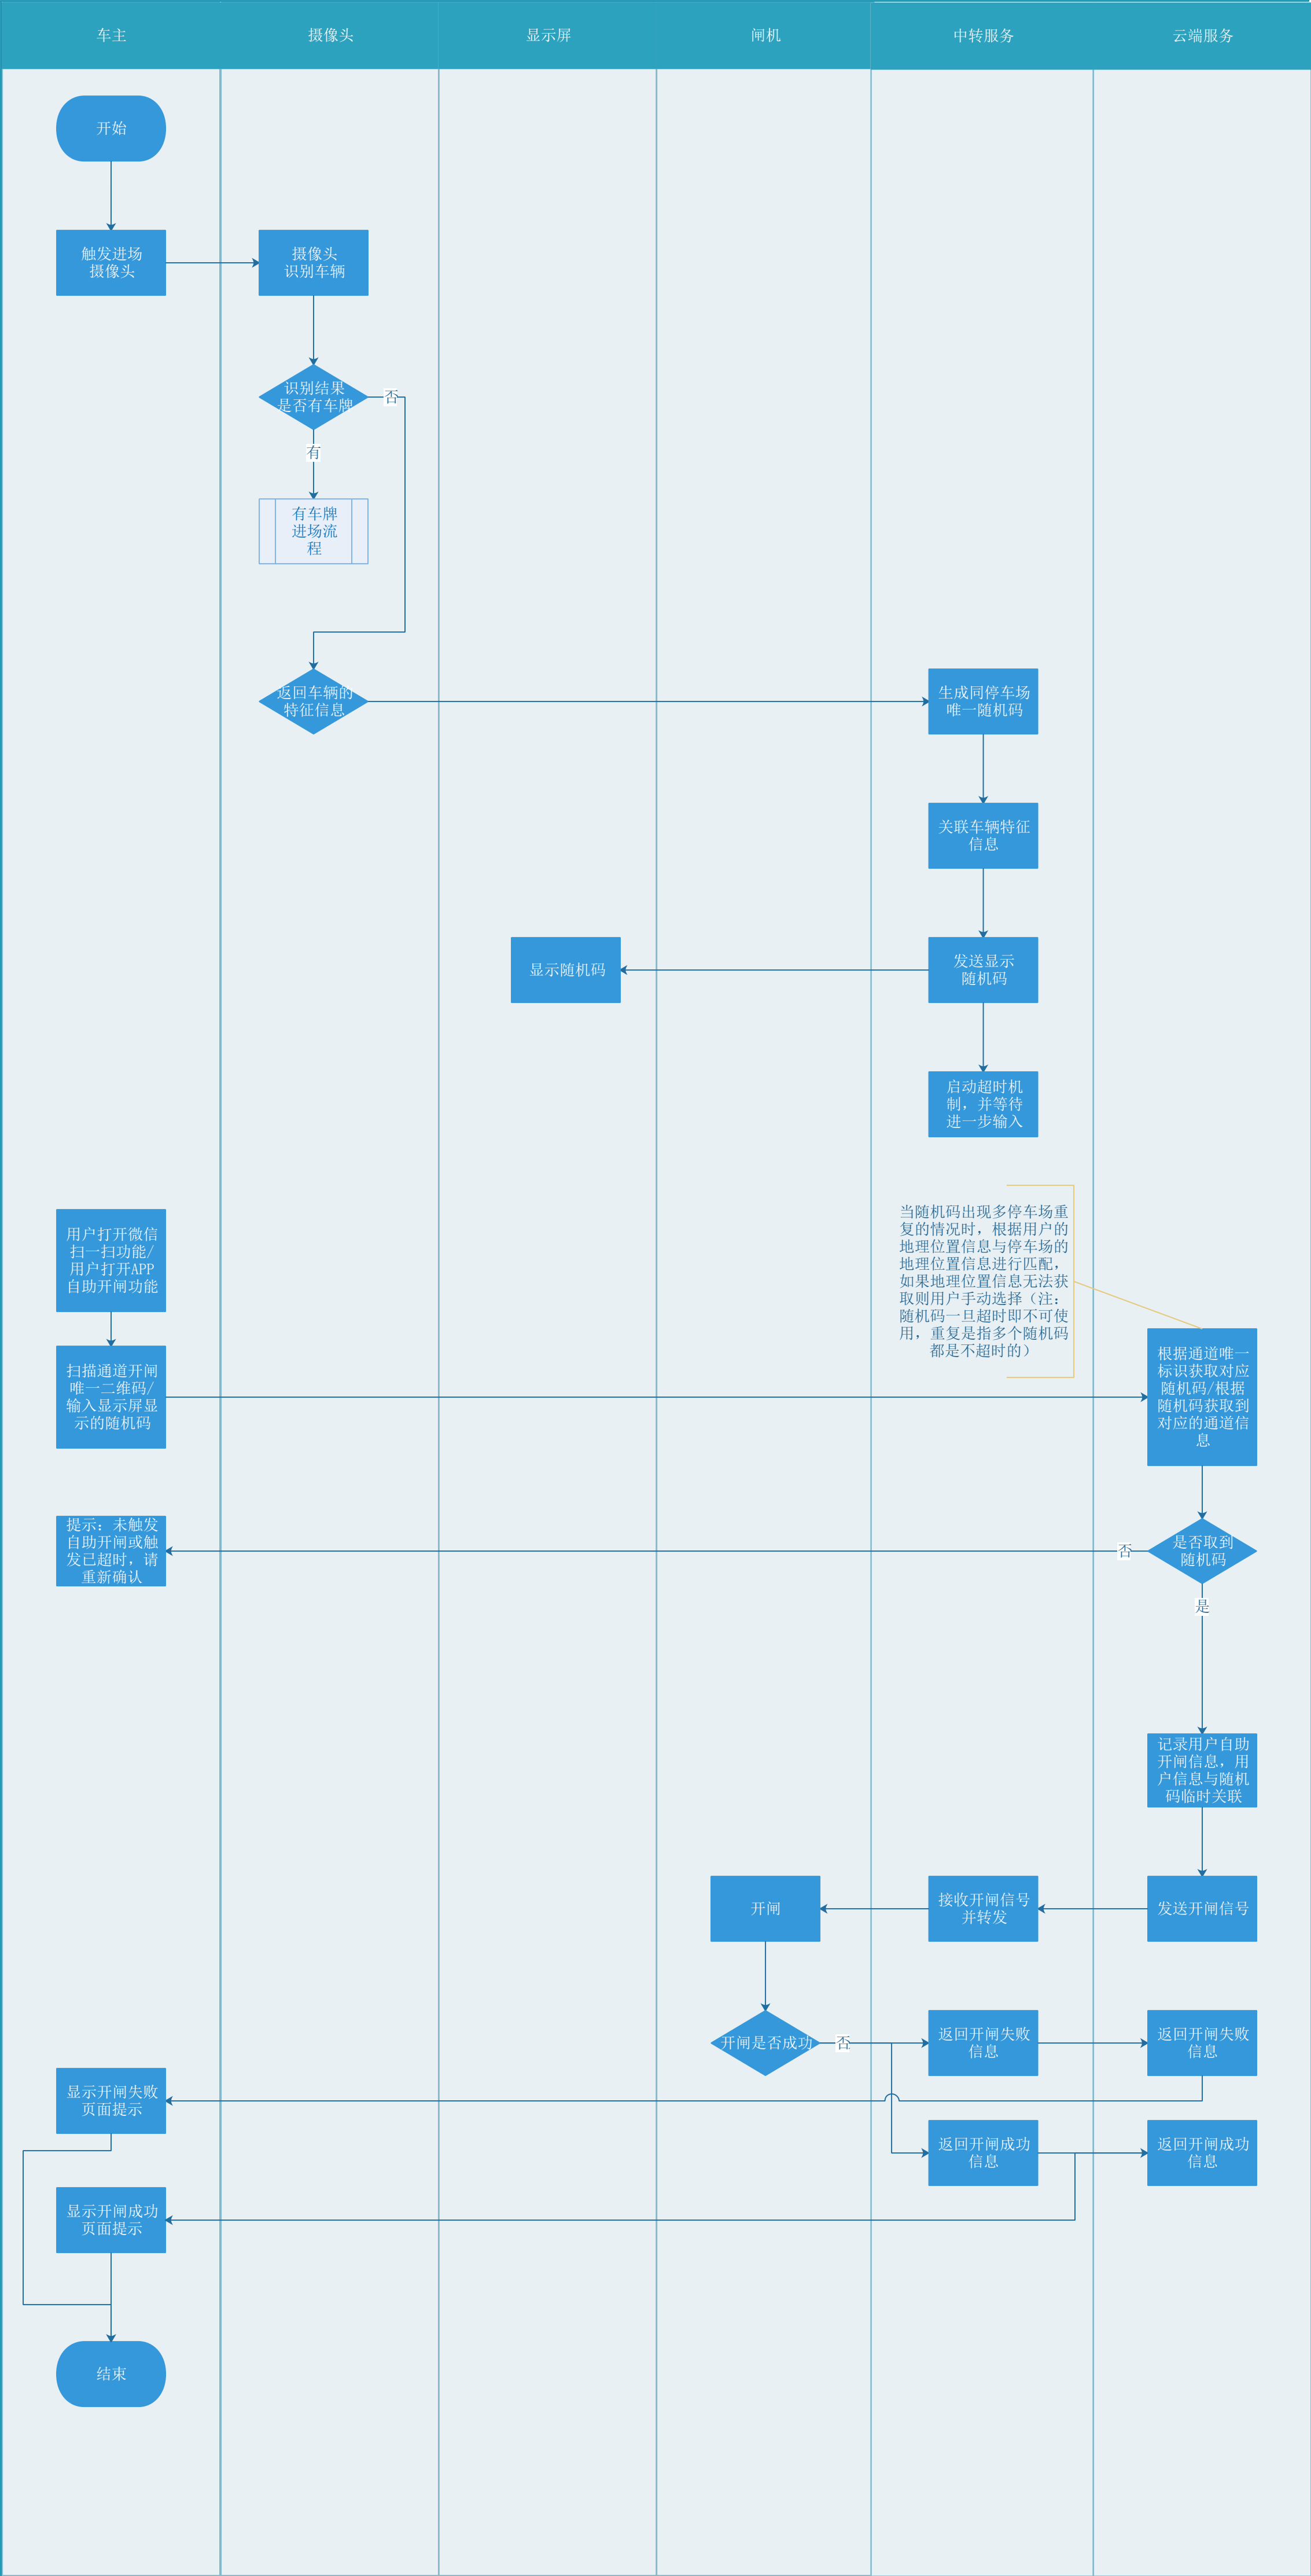 车主
摄像头
显示屏
闸机
中转服务
云端服务
开始
触发进场
摄像头
摄像头
识别车辆
识别结果
是否有车牌
否
有
有车牌
进场流
程
返回车辆的
特征信息
生成同停车场
唯一随机码
关联车辆特征
信息
发送显示
随机码
显示随机码
启动超时机
制，并等待
进一步输入
当随机码出现多停车场重
复的情况时，根据用户的
地理位置信息与停车场的
地理位置信息进行匹配，
如果地理位置信息无法获
取则用户手动选择（注：
随机码一旦超时即不可使
用，重复是指多个随机码
都是不超时的）
用户打开微信
扫一扫功能/
用户打开APP
自助开闸功能
扫描通道开闸
唯一二维码/
输入显示屏显
示的随机码
根据通道唯一
标识获取对应
随机码/根据
随机码获取到
对应的通道信
息
是否取到
随机码
否
提示：未触发
自助开闸或触
发已超时，请
重新确认
是
记录用户自助
开闸信息，用
户信息与随机
码临时关联
发送开闸信号
接收开闸信号
并转发
开闸
开闸是否成功
否
返回开闸失败
信息
返回开闸失败
信息
显示开闸失败
页面提示
返回开闸成功
信息
返回开闸成功
信息
显示开闸成功
页面提示
结束